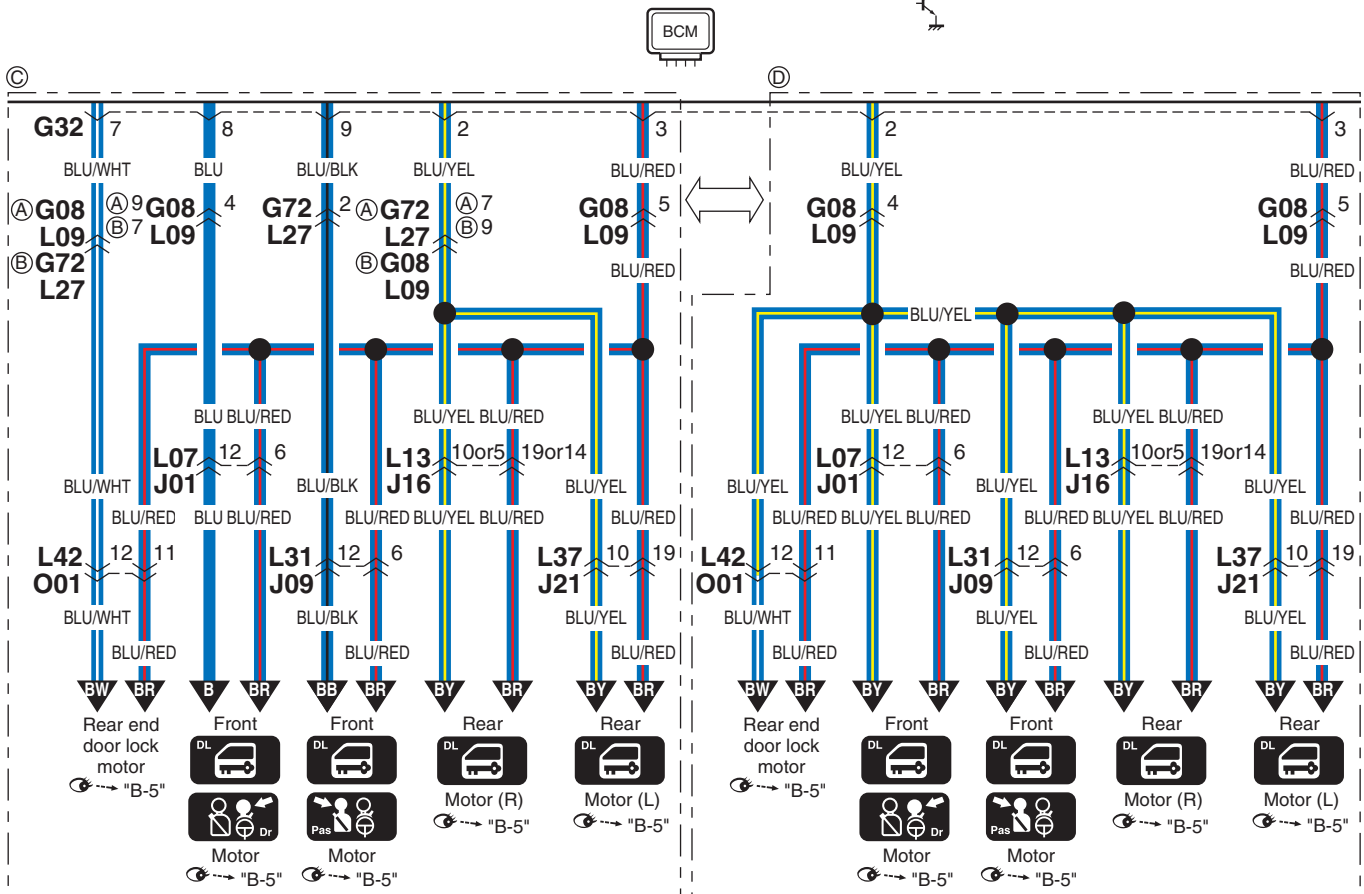 BCM
Ⓒ Ⓓ
G32 7 8 9 2 3 2 3
BLU/WHT BLU BLU/BLK BLU/YEL BLU/RED BLU/YEL BLU/RED
ⒶG08 Ⓐ9 G08 4 G72 2 ⒶG72 Ⓐ7 G08 5 G08 4 G08 5
L09 Ⓑ7 L09 L27 L27 Ⓑ9 L09 L09 L09
ⒷG72 ⒷG08 BLU/RED BLU/RED
L27 L09
BLU/YEL
BLU BLU/RED BLU/YEL BLU/RED BLU/YEL BLU/RED BLU/YEL BLU/RED
L07 12 6 L13 10or5 19or14 L07 12 6 L13 10or5 19or14
J01 J16 J01 J16
BLU/WHT BLU/BLK BLU/YEL BLU/YEL BLU/YEL BLU/YEL
BLU/RED BLU BLU/RED BLU/RED BLU/YEL BLU/RED BLU/RED BLU/RED BLU/YEL BLU/RED BLU/RED BLU/YEL BLU/RED BLU/RED
L42 12 11 L31 12 6 L37 10 19 L42 12 11 L31 12 6 L37 10 19
O01 J09 J21 O01 J09 J21
BLU/WHT BLU/BLK BLU/YEL BLU/WHT BLU/YEL BLU/YEL
BLU/RED BLU/RED BLU/RED BLU/RED BLU/RED BLU/RED
BW BR B BR BB BR BY BR BY BR BW BR BY BR BY BR BY BR BY BR
Rear end Front Front Rear Rear Rear end Front Front Rear Rear
door lock DL DL DL DL door lock DL DL DL DL
motor motor
"B-5" Motor (R) Motor (L) "B-5" Motor (R) Motor (L)
Dr Pas "B-5" "B-5" Dr Pas "B-5" "B-5"
Motor Motor Motor Motor
"B-5" "B-5" "B-5" "B-5"